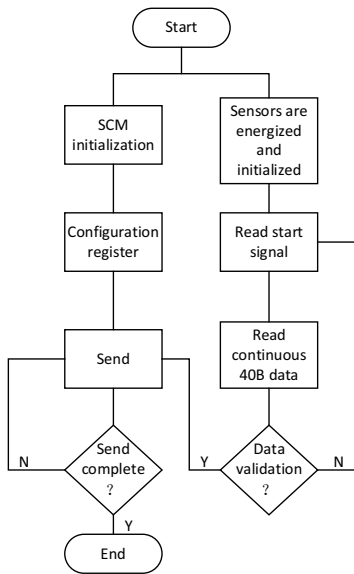 Start
SCM
initialization
Sensors are
energized
and
initialized
Configuration
register
Read start
signal
Send
Read
continuous
40B data
Send
complete
?
N
Y
Data
validation
?
Y
N
End